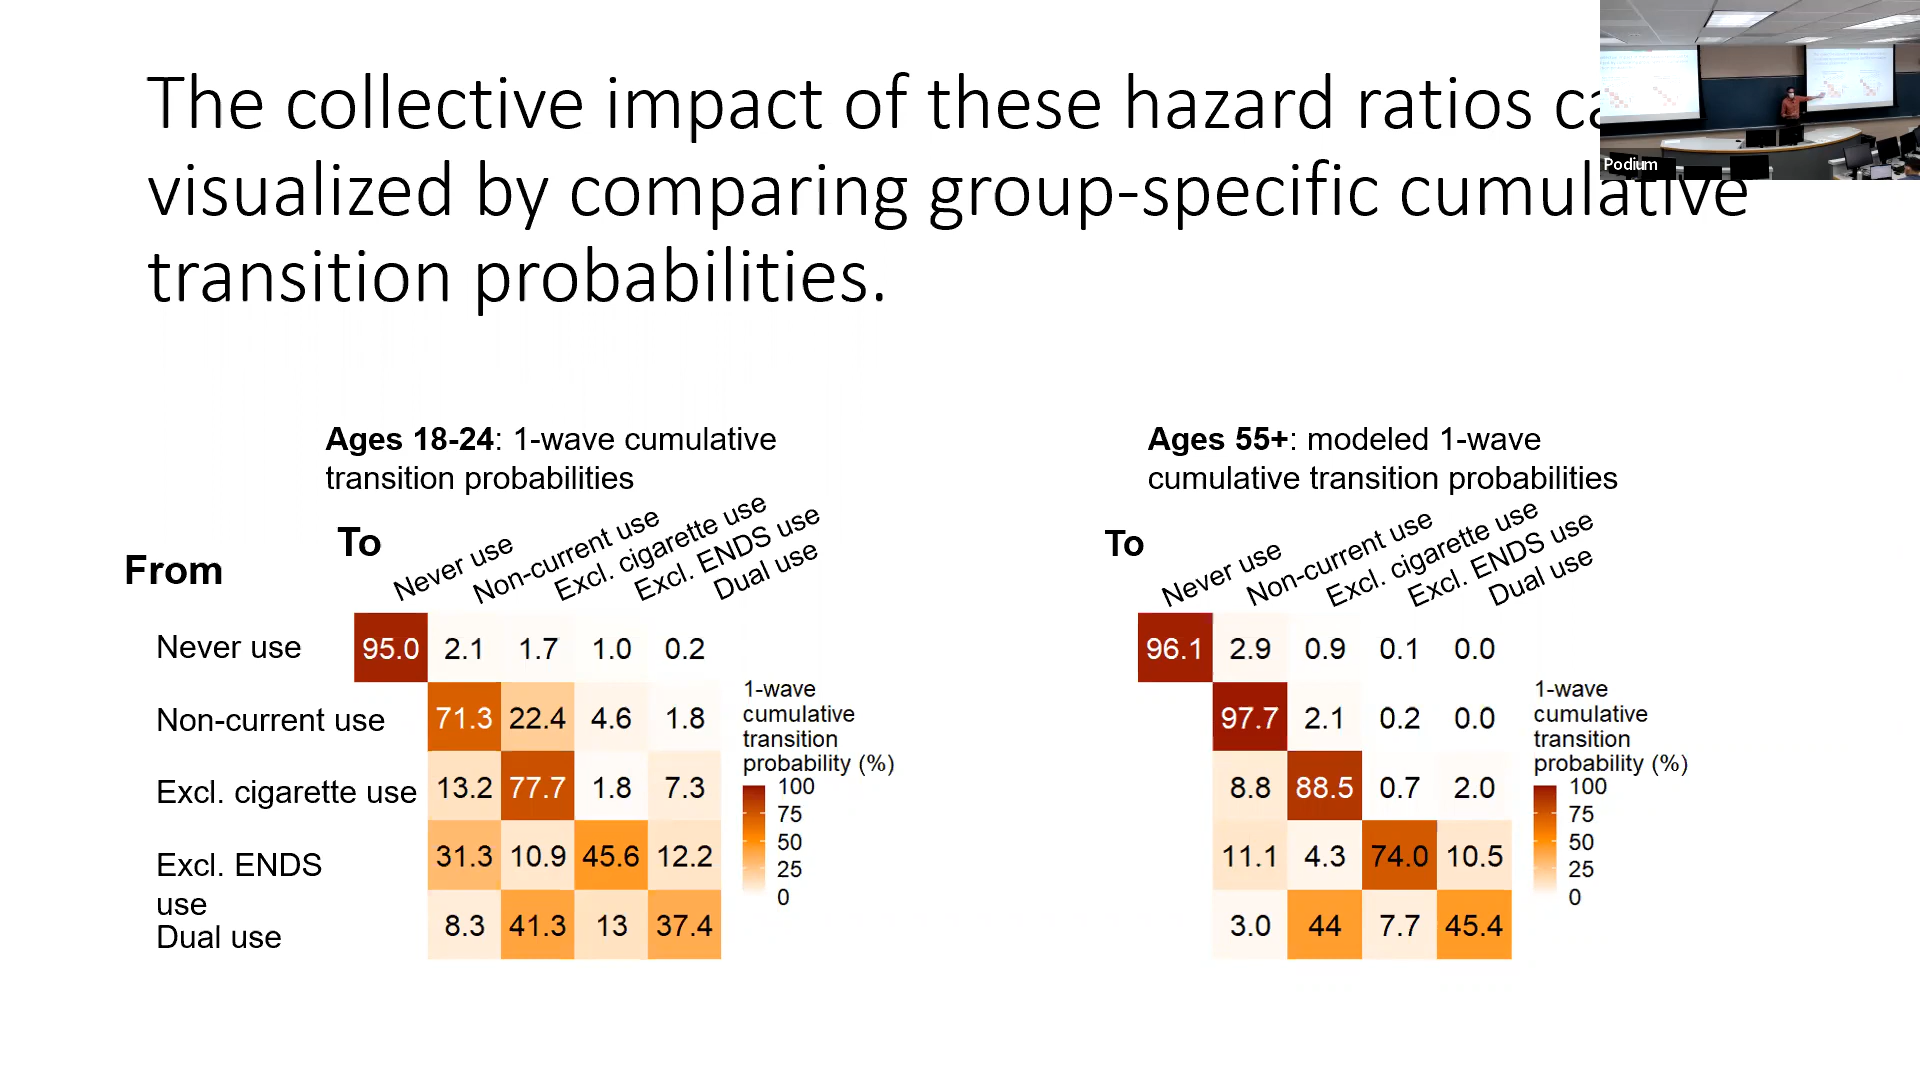 The collective impact of these hazard ratios
visualized by comparing group-specific cumulative
transition probabilities.
Podium
Ages 18-24: 1-wave cumulative
transition probabilities
From
To
Never use
Non-current use
Excl. cigarette use
Excl. ENDS use
Dual use
Never use 95.0 2.1 1.7 1.0 0.2
Non-current use 71.3 22.4 4.6 1.8
Excl. cigarette use 13.2 77.7 1.8 7.3
Excl. ENDS
use 31.3 10.9 45.6 12.2
Dual use 8.3 41.3 13 37.4
1-wave
cumulative
transition
probability (%)
100
75
50
25
0
Ages 55+: modeled 1-wave
cumulative transition probabilities
To
Never use
Non-current use
Excl. cigarette use
Excl. ENDS use
Dual use
96.1 2.9 0.9 0.1 0.0
97.7 2.1 0.2 0.0
8.8 88.5 0.7 2.0
11.1 4.3 74.0 10.5
3.0 44 7.7 45.4
1-wave
cumulative
transition
probability (%)
100
75
50
25
0